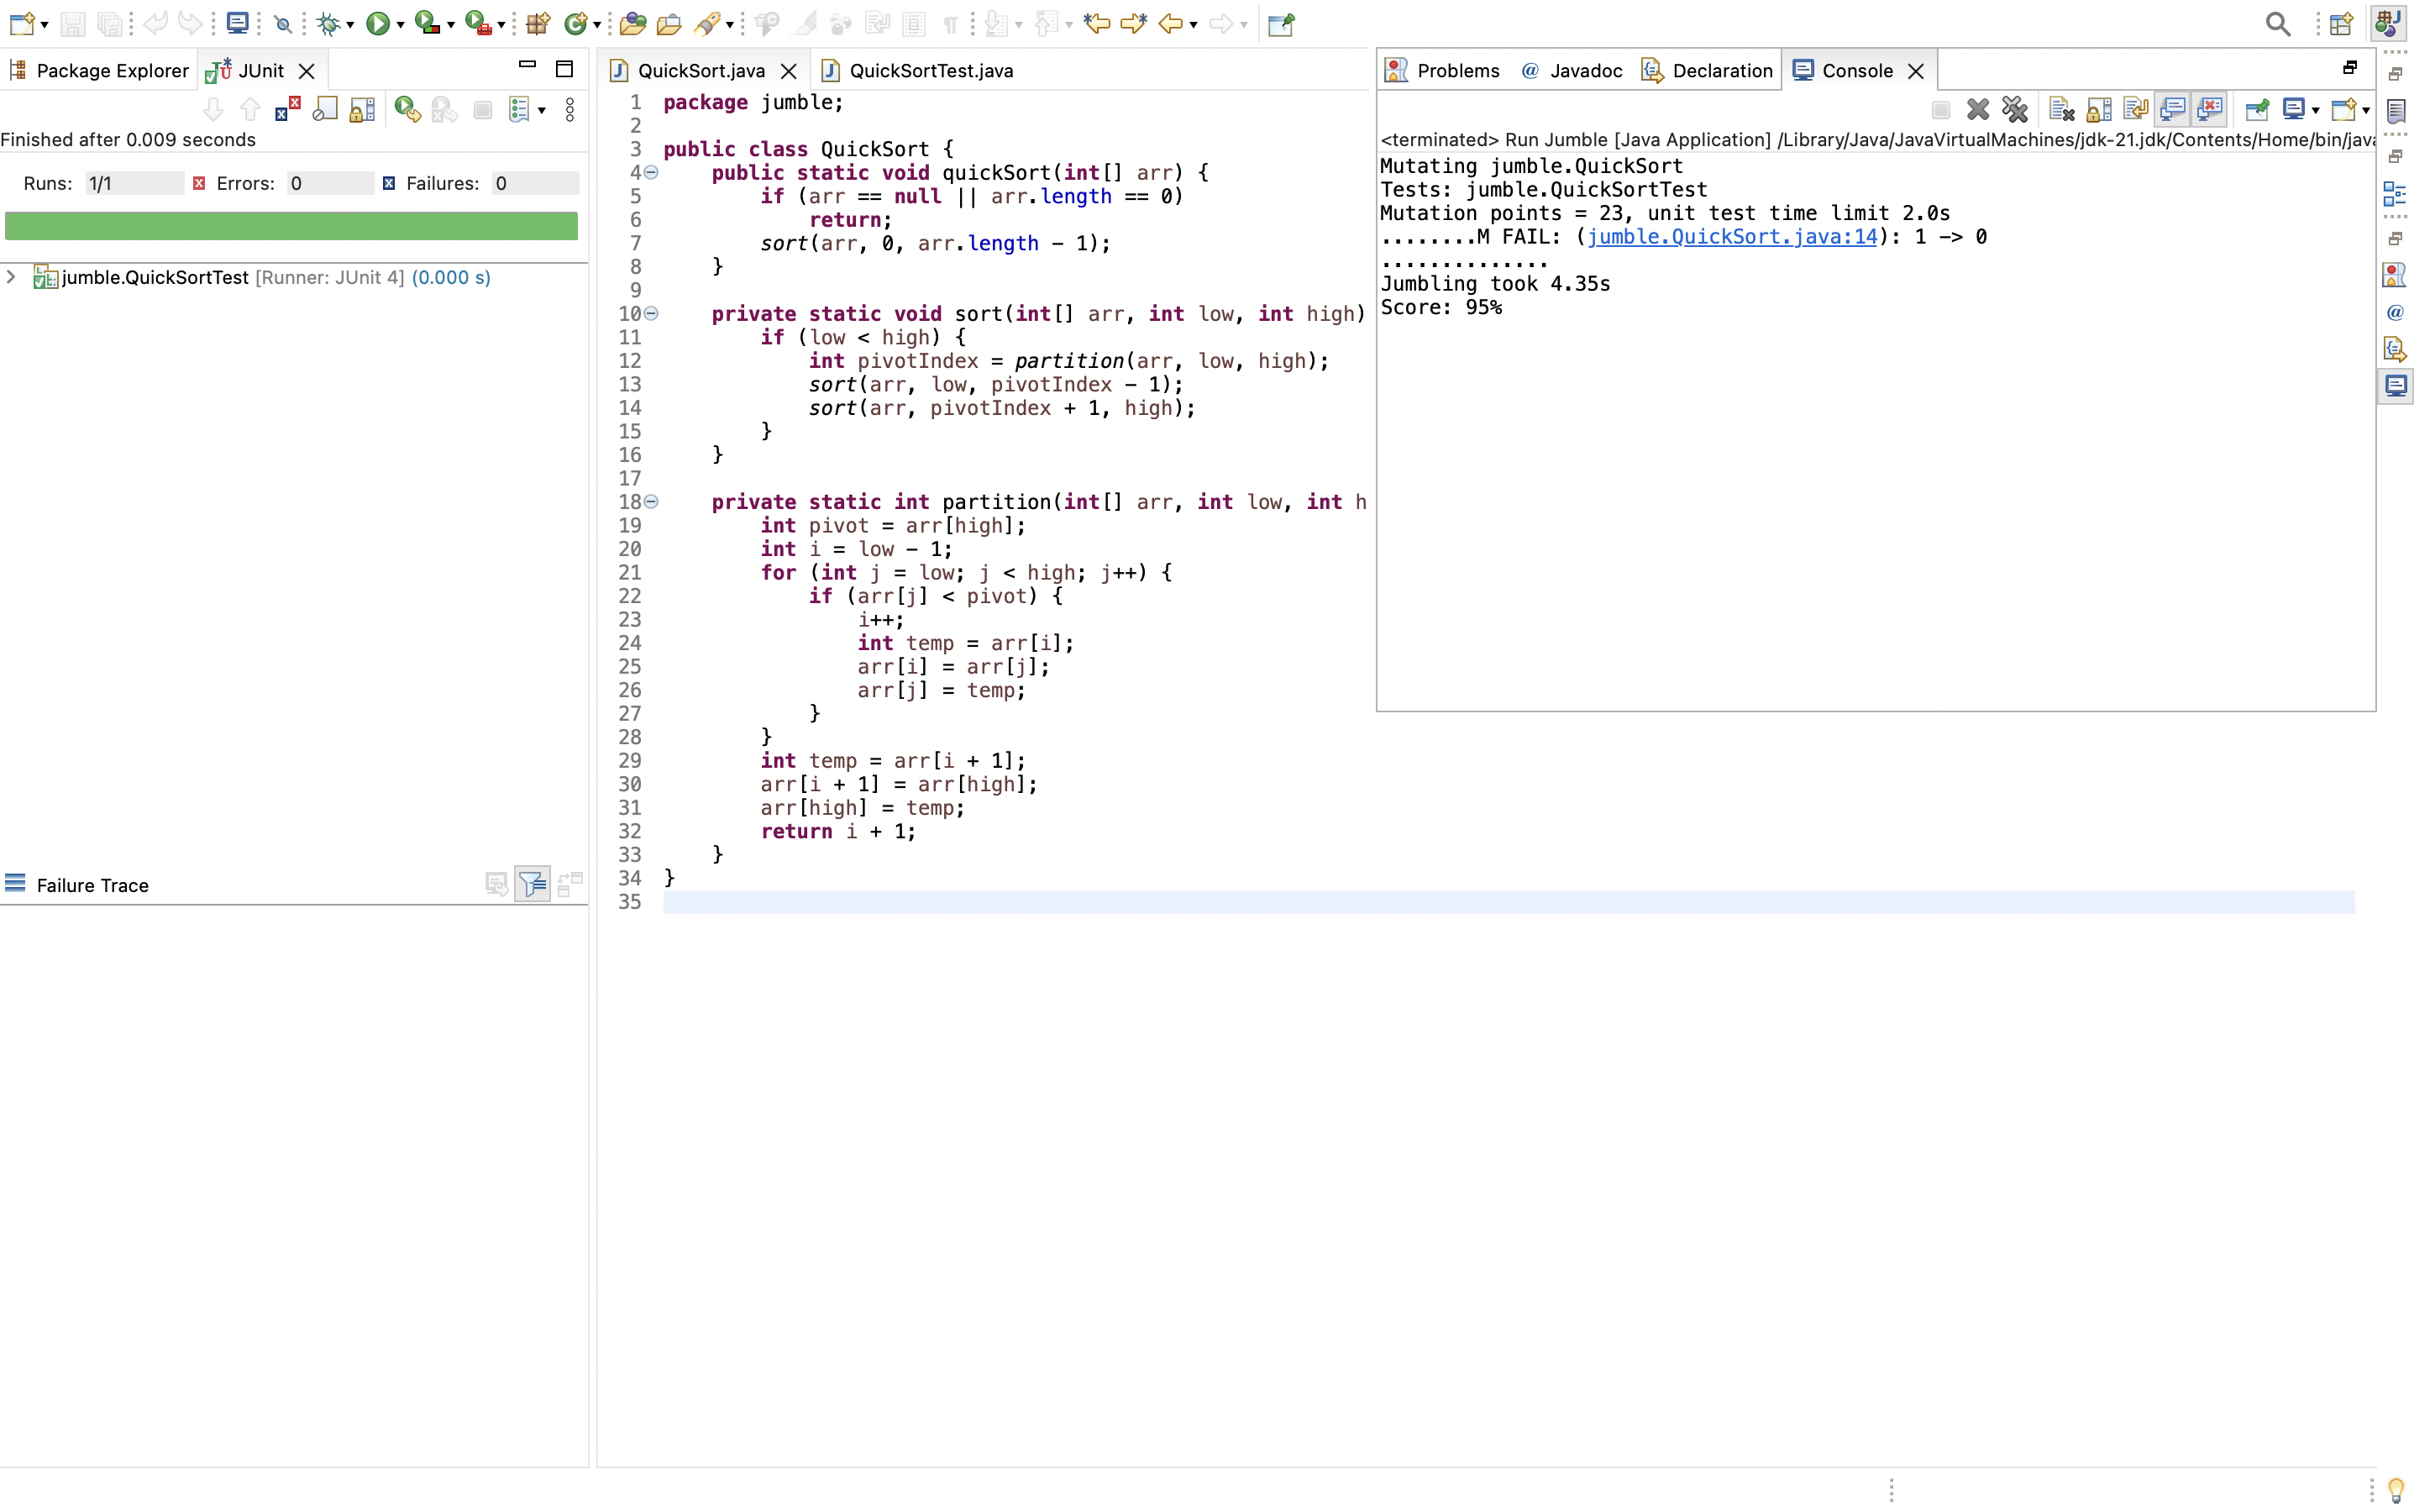 Package Explorer
JUnit
Finished after 0.009 seconds
Runs: 1/1
Errors: 0
Failures: 0
jumble.QuickSortTest [Runner: JUnit 4] (0.000 s)
Failure Trace
QuickSort.java
QuickSortTest.java
1 package jumble;
2
3 public class QuickSort {
4     public static void quickSort(int[] arr) {
5         if (arr == null || arr.length == 0)
6             return;
7         sort(arr, 0, arr.length - 1);
8     }
9
10     private static void sort(int[] arr, int low, int high)
11         if (low < high) {
12             int pivotIndex = partition(arr, low, high);
13             sort(arr, low, pivotIndex - 1);
14             sort(arr, pivotIndex + 1, high);
15         }
16     }
17
18     private static int partition(int[] arr, int low, int h
19         int pivot = arr[high];
20         int i = low - 1;
21         for (int j = low; j < high; j++) {
22             if (arr[j] < pivot) {
23                 i++;
24                 int temp = arr[i];
25                 arr[i] = arr[j];
26                 arr[j] = temp;
27             }
28         }
29         int temp = arr[i + 1];
30         arr[i + 1] = arr[high];
31         arr[high] = temp;
32         return i + 1;
33     }
34 }
35
Problems
@ Javadoc
Declaration
Console
<terminated> Run Jumble [Java Application] /Library/Java/JavaVirtualMachines/jdk-21.jdk/Contents/Home/bin/java
Mutating jumble.QuickSort
Tests: jumble.QuickSortTest
Mutation points = 23, unit test time limit 2.0s
........M FAIL: (jumble.QuickSort.java:14): 1 -> 0
..............
Jumbling took 4.35s
Score: 95%